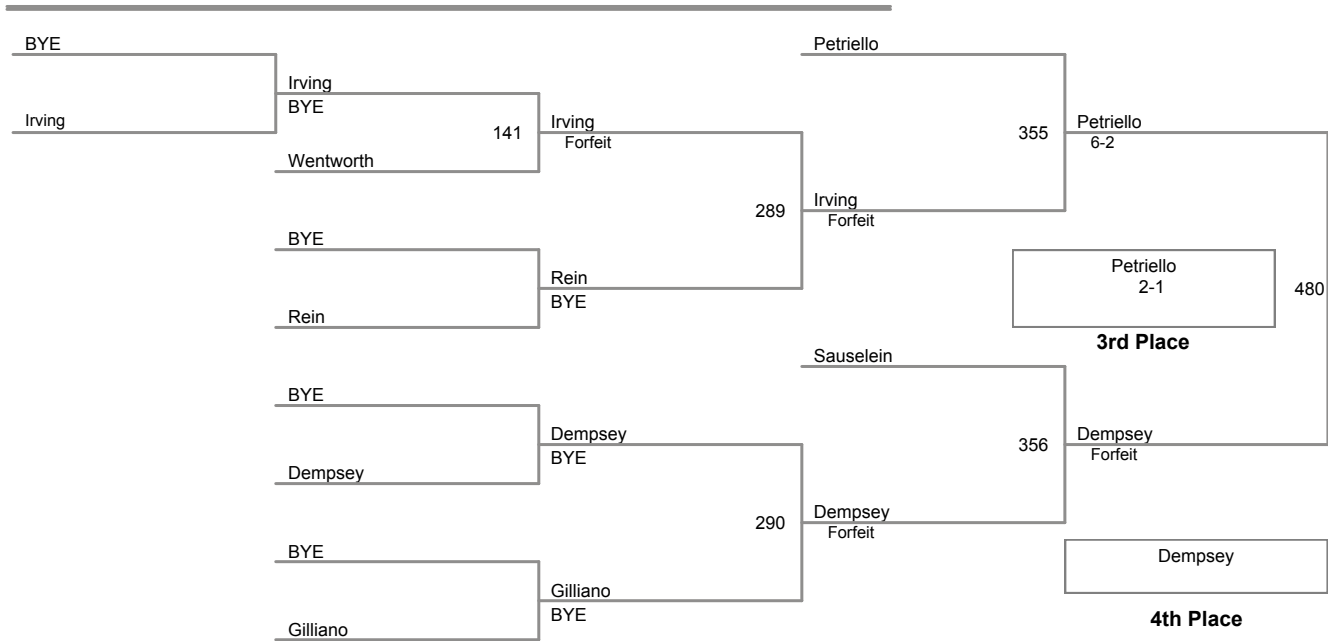 BYE
Petriello
Irving
BYE
Irving
141
Irving
Forfeit
355
Petriello
6-2
Wentworth
289
Irving
Forfeit
BYE
Rein
BYE
Petriello
2-1
480
Rein
3rd Place
Sauselein
BYE
Dempsey
BYE
356
Dempsey
Forfeit
Dempsey
290
Dempsey
Forfeit
BYE
Dempsey
Gilliano
BYE
4th Place
Gilliano